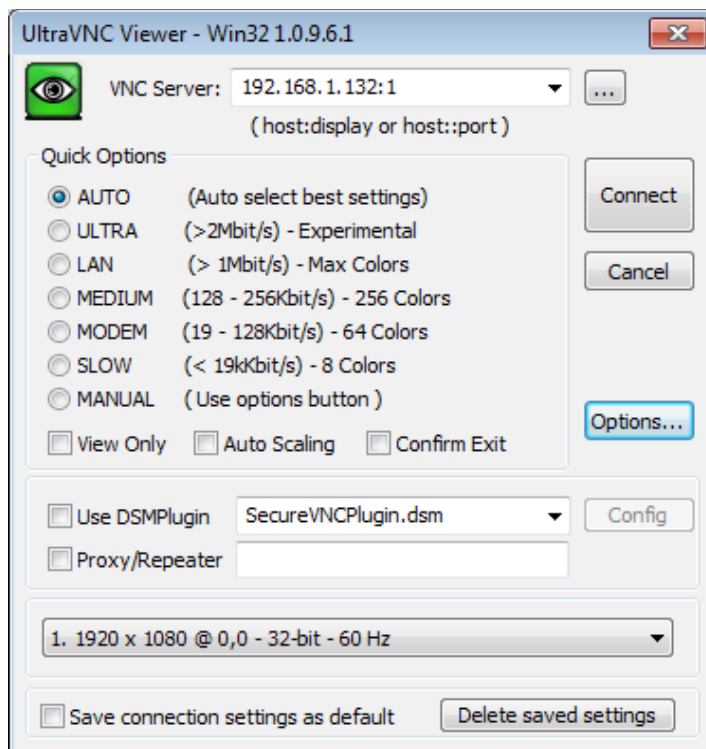 UltraVNC Viewer - Win32 1.0.9.6.1
VNC Server: 192.168.1.132:1 ...
( host:display or host::port )
Quick Options
AUTO (Auto select best settings)
Connect
ULTRA (>2Mbit/s) - Experimental
LAN (> 1Mbit/s) - Max Colors
Cancel
MEDIUM (128 - 256Kbit/s) - 256 Colors
MODEM (19 - 128Kbit/s) - 64 Colors
SLOW (< 19kKbit/s) - 8 Colors
MANUAL ( Use options button )
Options...
View Only Auto Scaling Confirm Exit
Use DSMPlugin SecureVNCPlugin.dsm Config
Proxy/Repeater
1. 1920 x 1080 @ 0,0 - 32-bit - 60 Hz
Save connection settings as default Delete saved settings